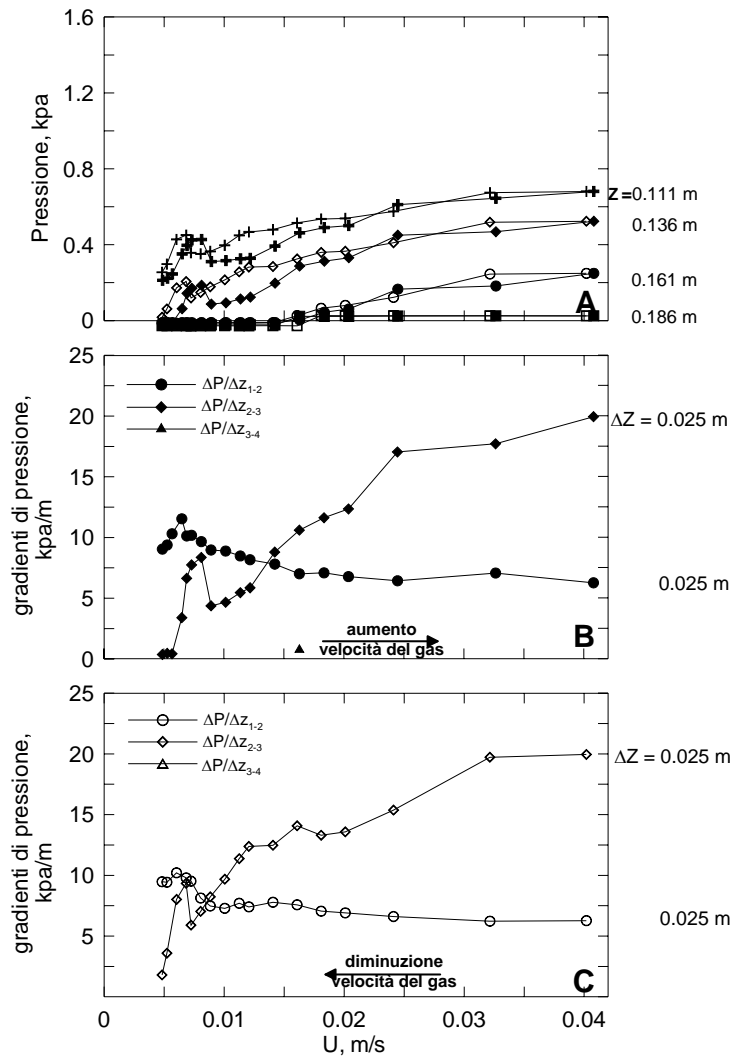 1.6
1.2
0.8
0.4
0
Pressione, kpa
Z =0.111 m
0.136 m
0.161 m
0.186 m
A
25
20
15
10
5
0
gradienti di pressione,
kpa/m
ΔP/Δz1-2
ΔP/Δz2-3
ΔP/Δz3-4
ΔZ = 0.025 m
0.025 m
aumento
velocità del gas
B
25
20
15
10
5
gradienti di pressione,
kpa/m
ΔP/Δz1-2
ΔP/Δz2-3
ΔP/Δz3-4
ΔZ = 0.025 m
0.025 m
diminuzione
velocità del gas
C
0 0.01 0.02 0.03 0.04
U, m/s